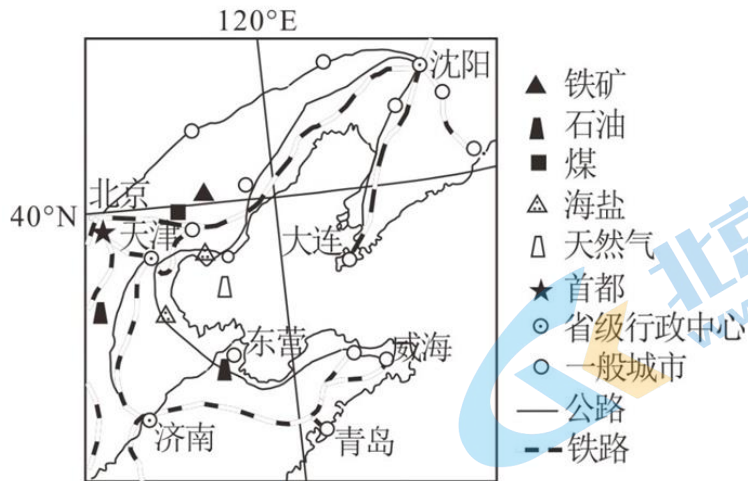 120°E
沈阳
北京
40°N
天津
大连
东营
威海
济南
青岛
铁矿
石油
煤
海盐
天然气
首都
省级行政中心
一般城市
公路
铁路
北京